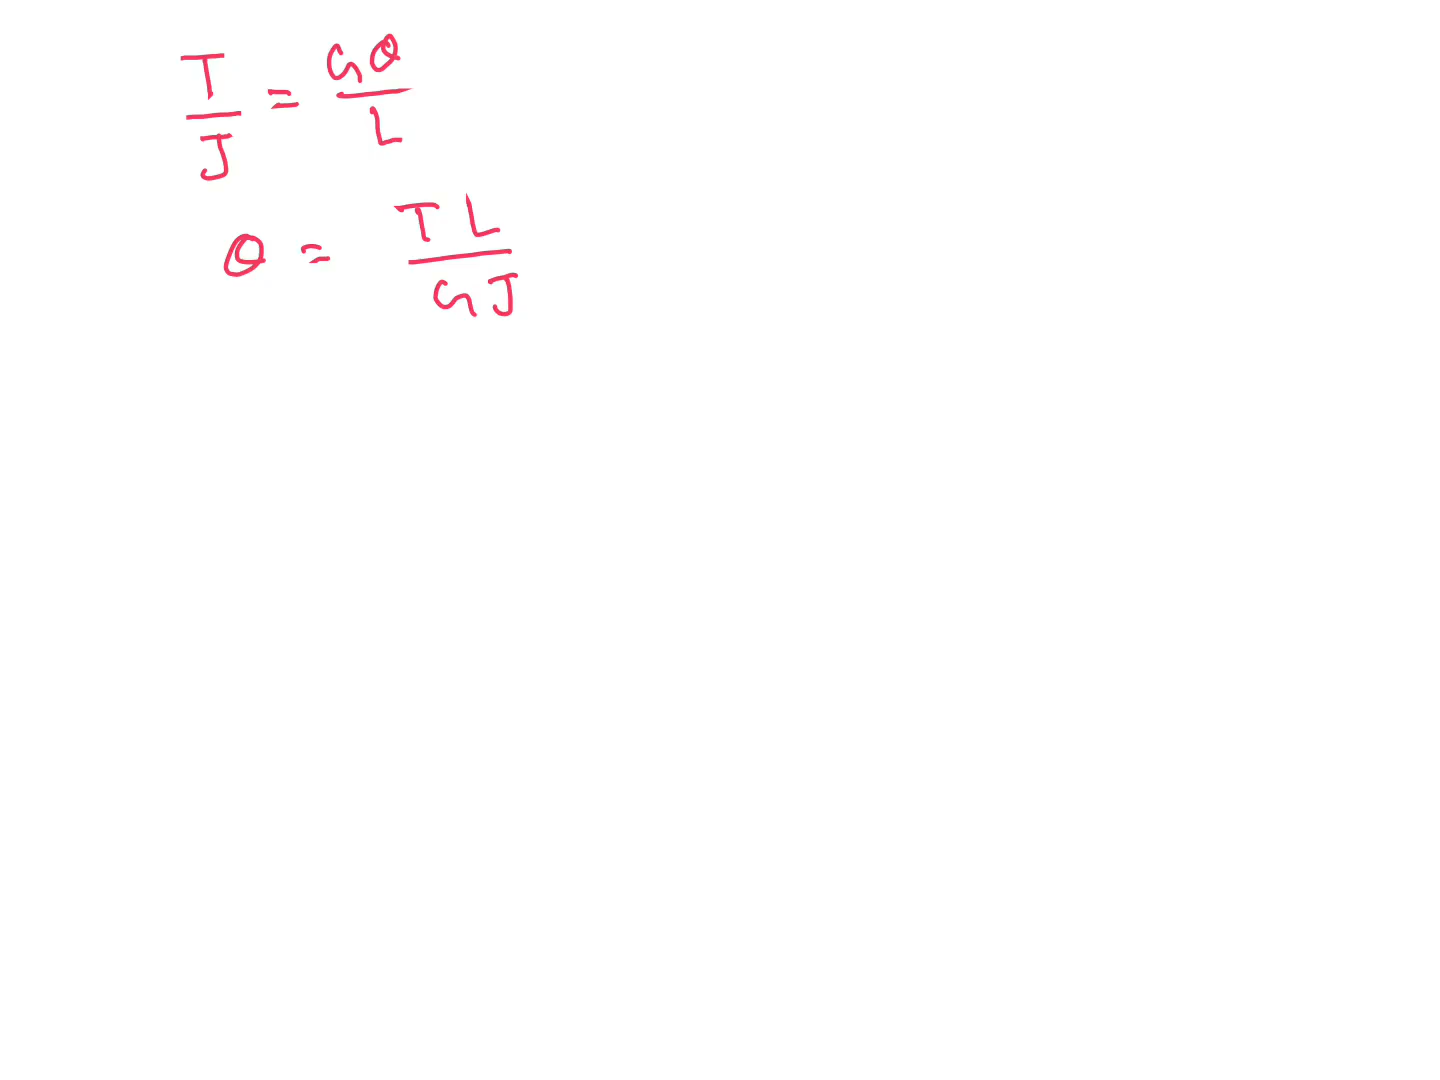 T/J = Gθ/L
θ = TL/GJ